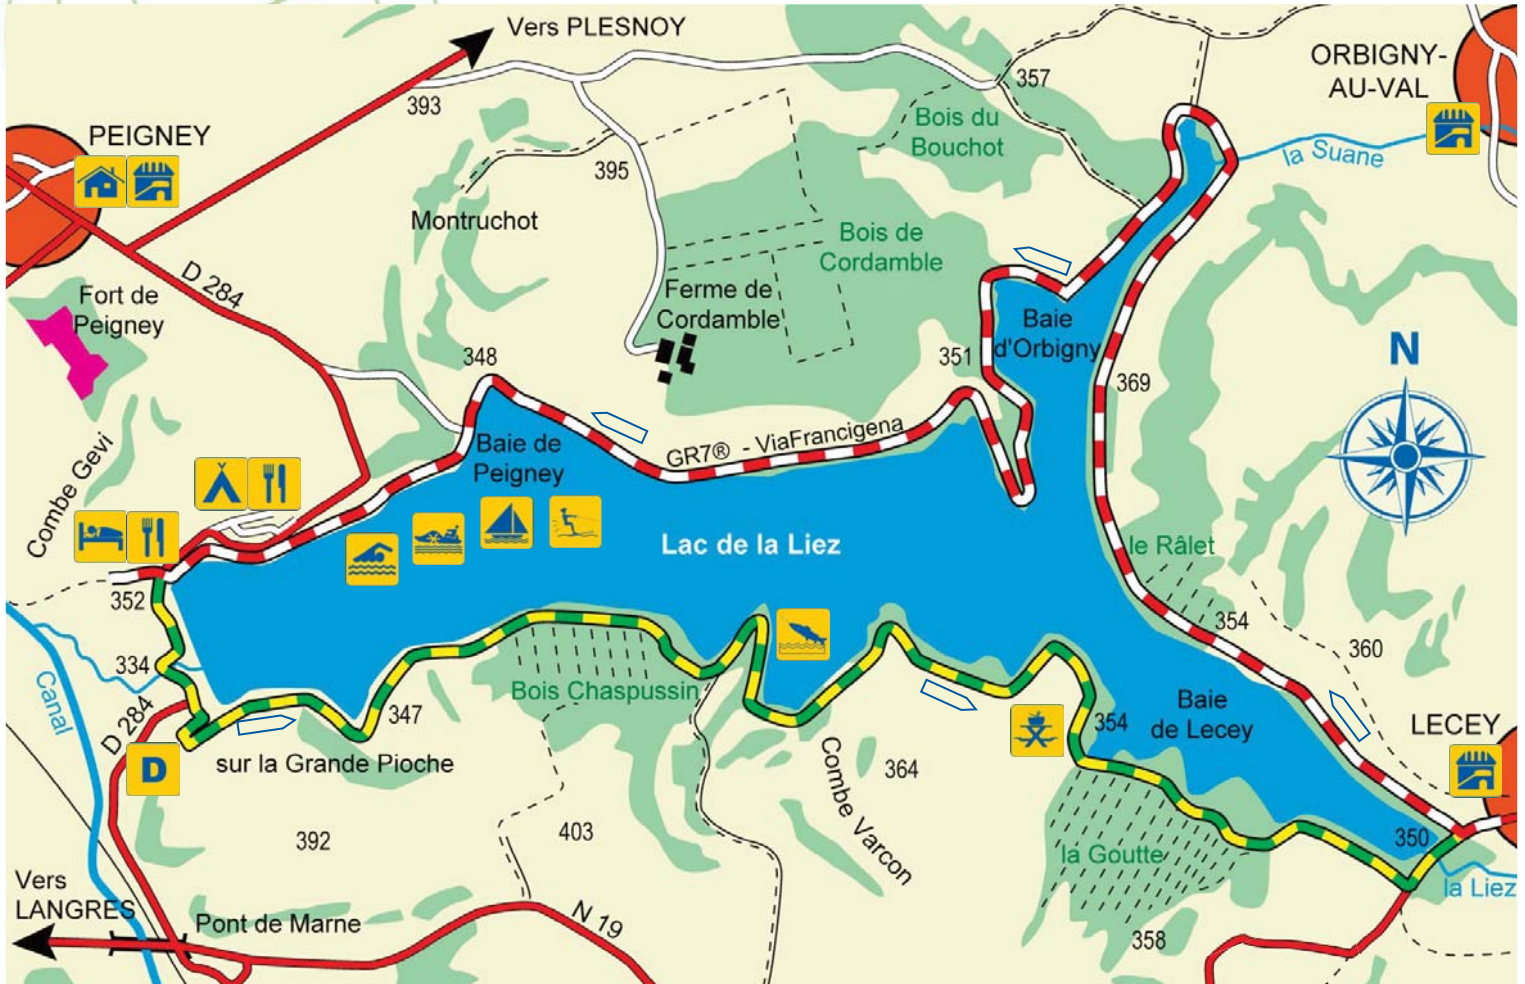 Vers PLESNOY
ORBIGNY-
AU-VAL
357
393
PEIGNEY
Bois du
Bouchot
la Suane
395
Montruchot
Bois de
Cordamble
D 284
Fort de
Peigney
Ferme de
Cordamble
Baie
d'Orbigny
N
348
351
369
GR7® - ViaFrancigena
Baie de
Peigney
Combe Gevi
Lac de la Liez
le Râlet
352
354
360
334
Bois Chaspussin
Canal
D 284
347
Baie
de Lecey
354
LECEY
D
sur la Grande Pioche
364
Combe Varcon
392
403
350
la Goutte
Vers
LANGRES
la Liez
Pont de Marne
N 19
358